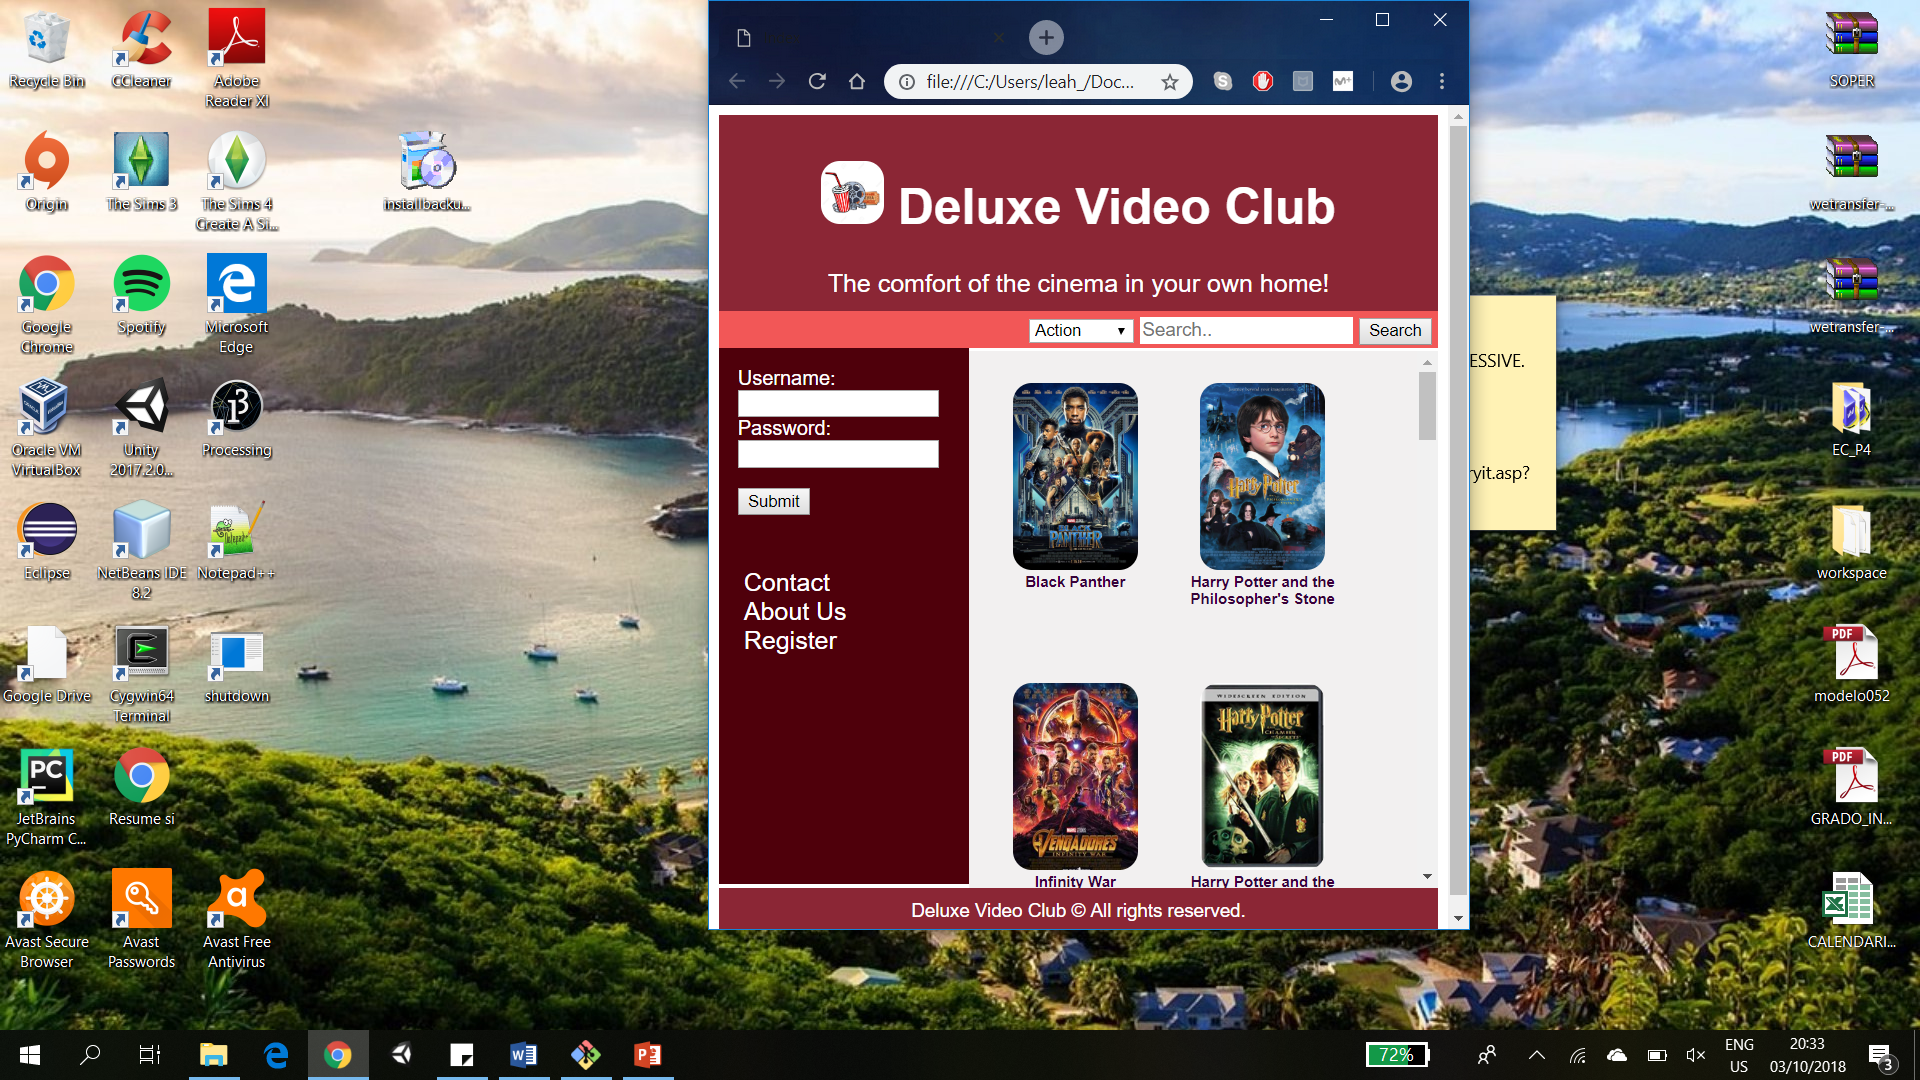 Recycle Bin
CCleaner
Adobe
Reader XI
Origin
The Sims 3
The Sims 4
Create A Si...
installbacku...
Google
Chrome
Spotify
Microsoft
Edge
Oracle VM
VirtualBox
Unity
2017.2.0...
Processing
Eclipse
NetBeans IDE
8.2
Notepad++
Google Drive
Cygwin64
Terminal
shutdown
JetBrains
PyCharm C...
Resume si
Avast Secure
Browser
Avast
Passwords
Avast Free
Antivirus
file:///C:/Users/leah_/Doc...
Deluxe Video Club
The comfort of the cinema in your own home!
Action
Search..
Search
Username:
Password:
Submit
Contact
About Us
Register
Black Panther
Harry Potter and the
Philosopher's Stone
Infinity War
Harry Potter and the
Deluxe Video Club © All rights reserved.
ESSIVE.
ryit.asp?
SOPER
wetransfer-...
wetransfer-...
EC_P4
workspace
modelo052
GRADO_IN...
CALENDARI...
72%
ENG
US
20:33
03/10/2018
3